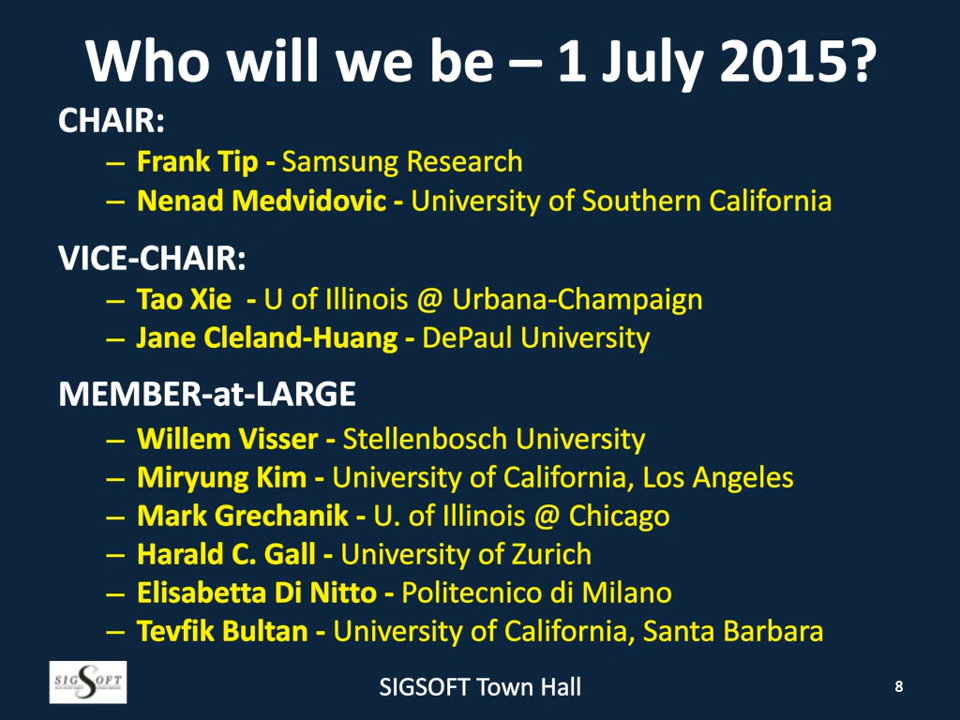 Who will we be – 1 July 2015?
CHAIR:
– Frank Tip - Samsung Research
– Nenad Medvidovic - University of Southern California
VICE-CHAIR:
– Tao Xie - U of Illinois @ Urbana-Champaign
– Jane Cleland-Huang - DePaul University
MEMBER-at-LARGE
– Willem Visser - Stellenbosch University
– Miryung Kim - University of California, Los Angeles
– Mark Grechanik - U. of Illinois @ Chicago
– Harald C. Gall - University of Zurich
– Elisabetta Di Nitto - Politecnico di Milano
– Tevfik Bultan - University of California, Santa Barbara
SIGSOFT
SIGSOFT Town Hall
8